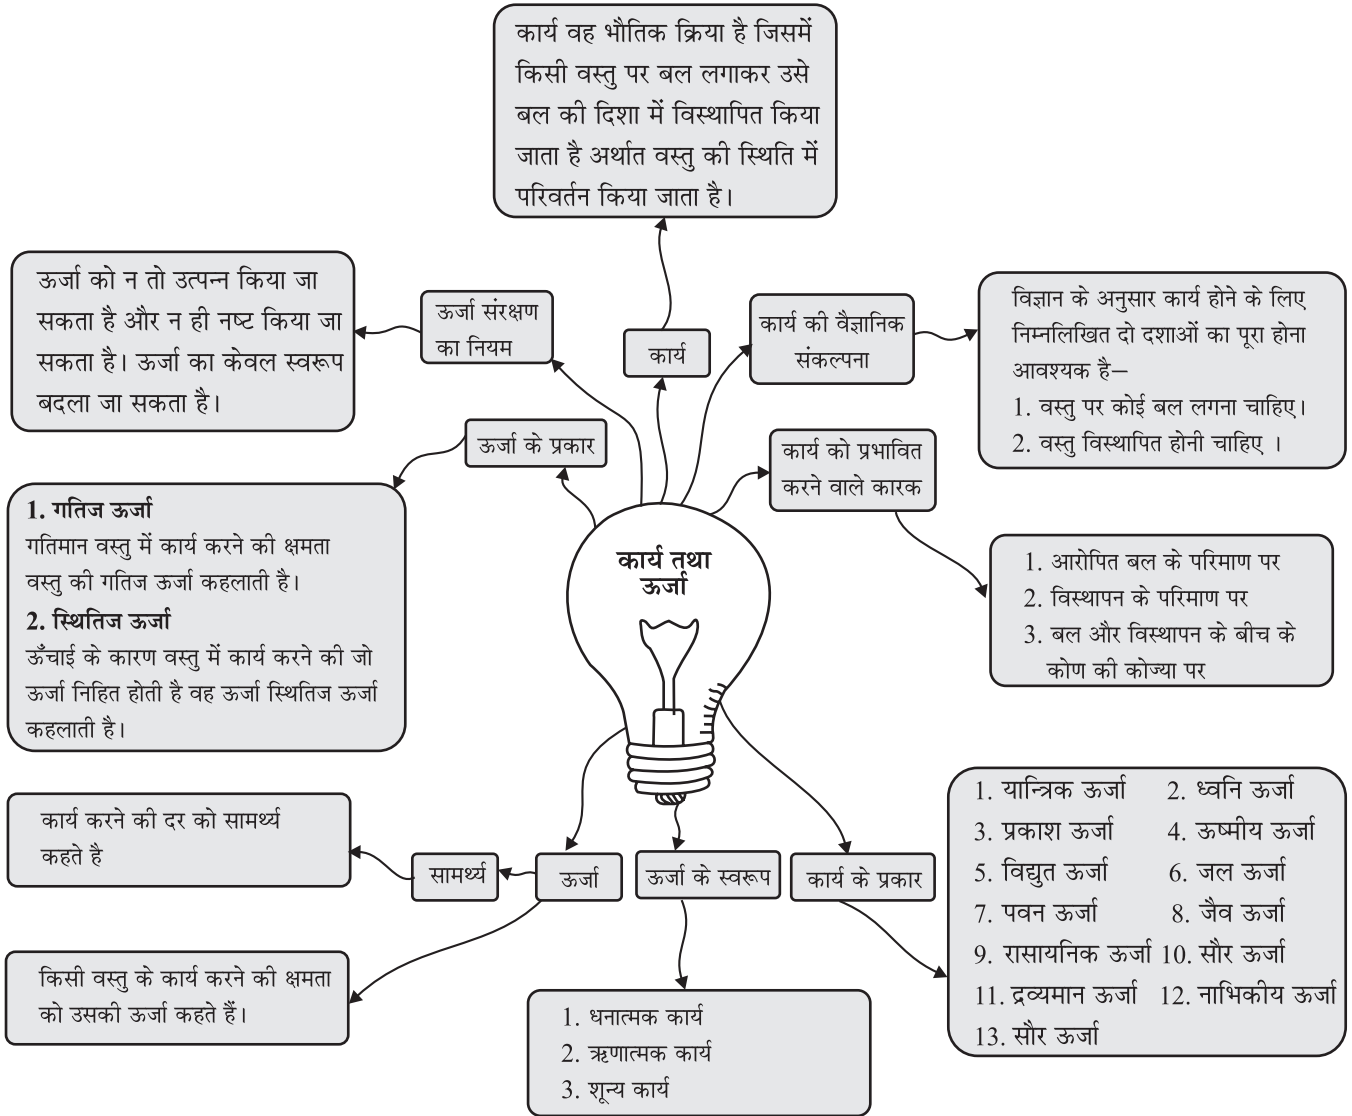 कार्य वह भौतिक क्रिया है जिसमें
किसी वस्तु पर बल लगाकर उसे
बल की दिशा में विस्थापित किया
जाता है अर्थात वस्तु की स्थिति में
परिवर्तन किया जाता है।
ऊर्जा को न तो उत्पन्न किया जा
सकता है और न ही नष्ट किया जा
सकता है। ऊर्जा का केवल स्वरूप
बदला जा सकता है।
ऊर्जा संरक्षण
का नियम
कार्य
कार्य की वैज्ञानिक
संकल्पना
विज्ञान के अनुसार कार्य होने के लिए
निम्नलिखित दो दशाओं का पूरा होना
आवश्यक है–
1. वस्तु पर कोई बल लगना चाहिए।
2. वस्तु विस्थापित होनी चाहिए ।
ऊर्जा के प्रकार
कार्य को प्रभावित
करने वाले कारक
1. गतिज ऊर्जा
गतिमान वस्तु में कार्य करने की क्षमता
वस्तु की गतिज ऊर्जा कहलाती है।
2. स्थितिज ऊर्जा
ऊँचाई के कारण वस्तु में कार्य करने की जो
ऊर्जा निहित होती है वह ऊर्जा स्थितिज ऊर्जा
कहलाती है।
कार्य तथा
ऊर्जा
1. आरोपित बल के परिमाण पर
2. विस्थापन के परिमाण पर
3. बल और विस्थापन के बीच के
कोण की कोज्या पर
कार्य करने की दर को सामर्थ्य
कहते है
सामर्थ्य
ऊर्जा
ऊर्जा के स्वरूप
कार्य के प्रकार
1. यान्त्रिक ऊर्जा 2. ध्वनि ऊर्जा
3. प्रकाश ऊर्जा 4. ऊष्मीय ऊर्जा
5. विद्युत ऊर्जा 6. जल ऊर्जा
7. पवन ऊर्जा 8. जैव ऊर्जा
9. रासायनिक ऊर्जा 10. सौर ऊर्जा
11. द्रव्यमान ऊर्जा 12. नाभिकीय ऊर्जा
13. सौर ऊर्जा
किसी वस्तु के कार्य करने की क्षमता
को उसकी ऊर्जा कहते हैं।
1. धनात्मक कार्य
2. ऋणात्मक कार्य
3. शून्य कार्य